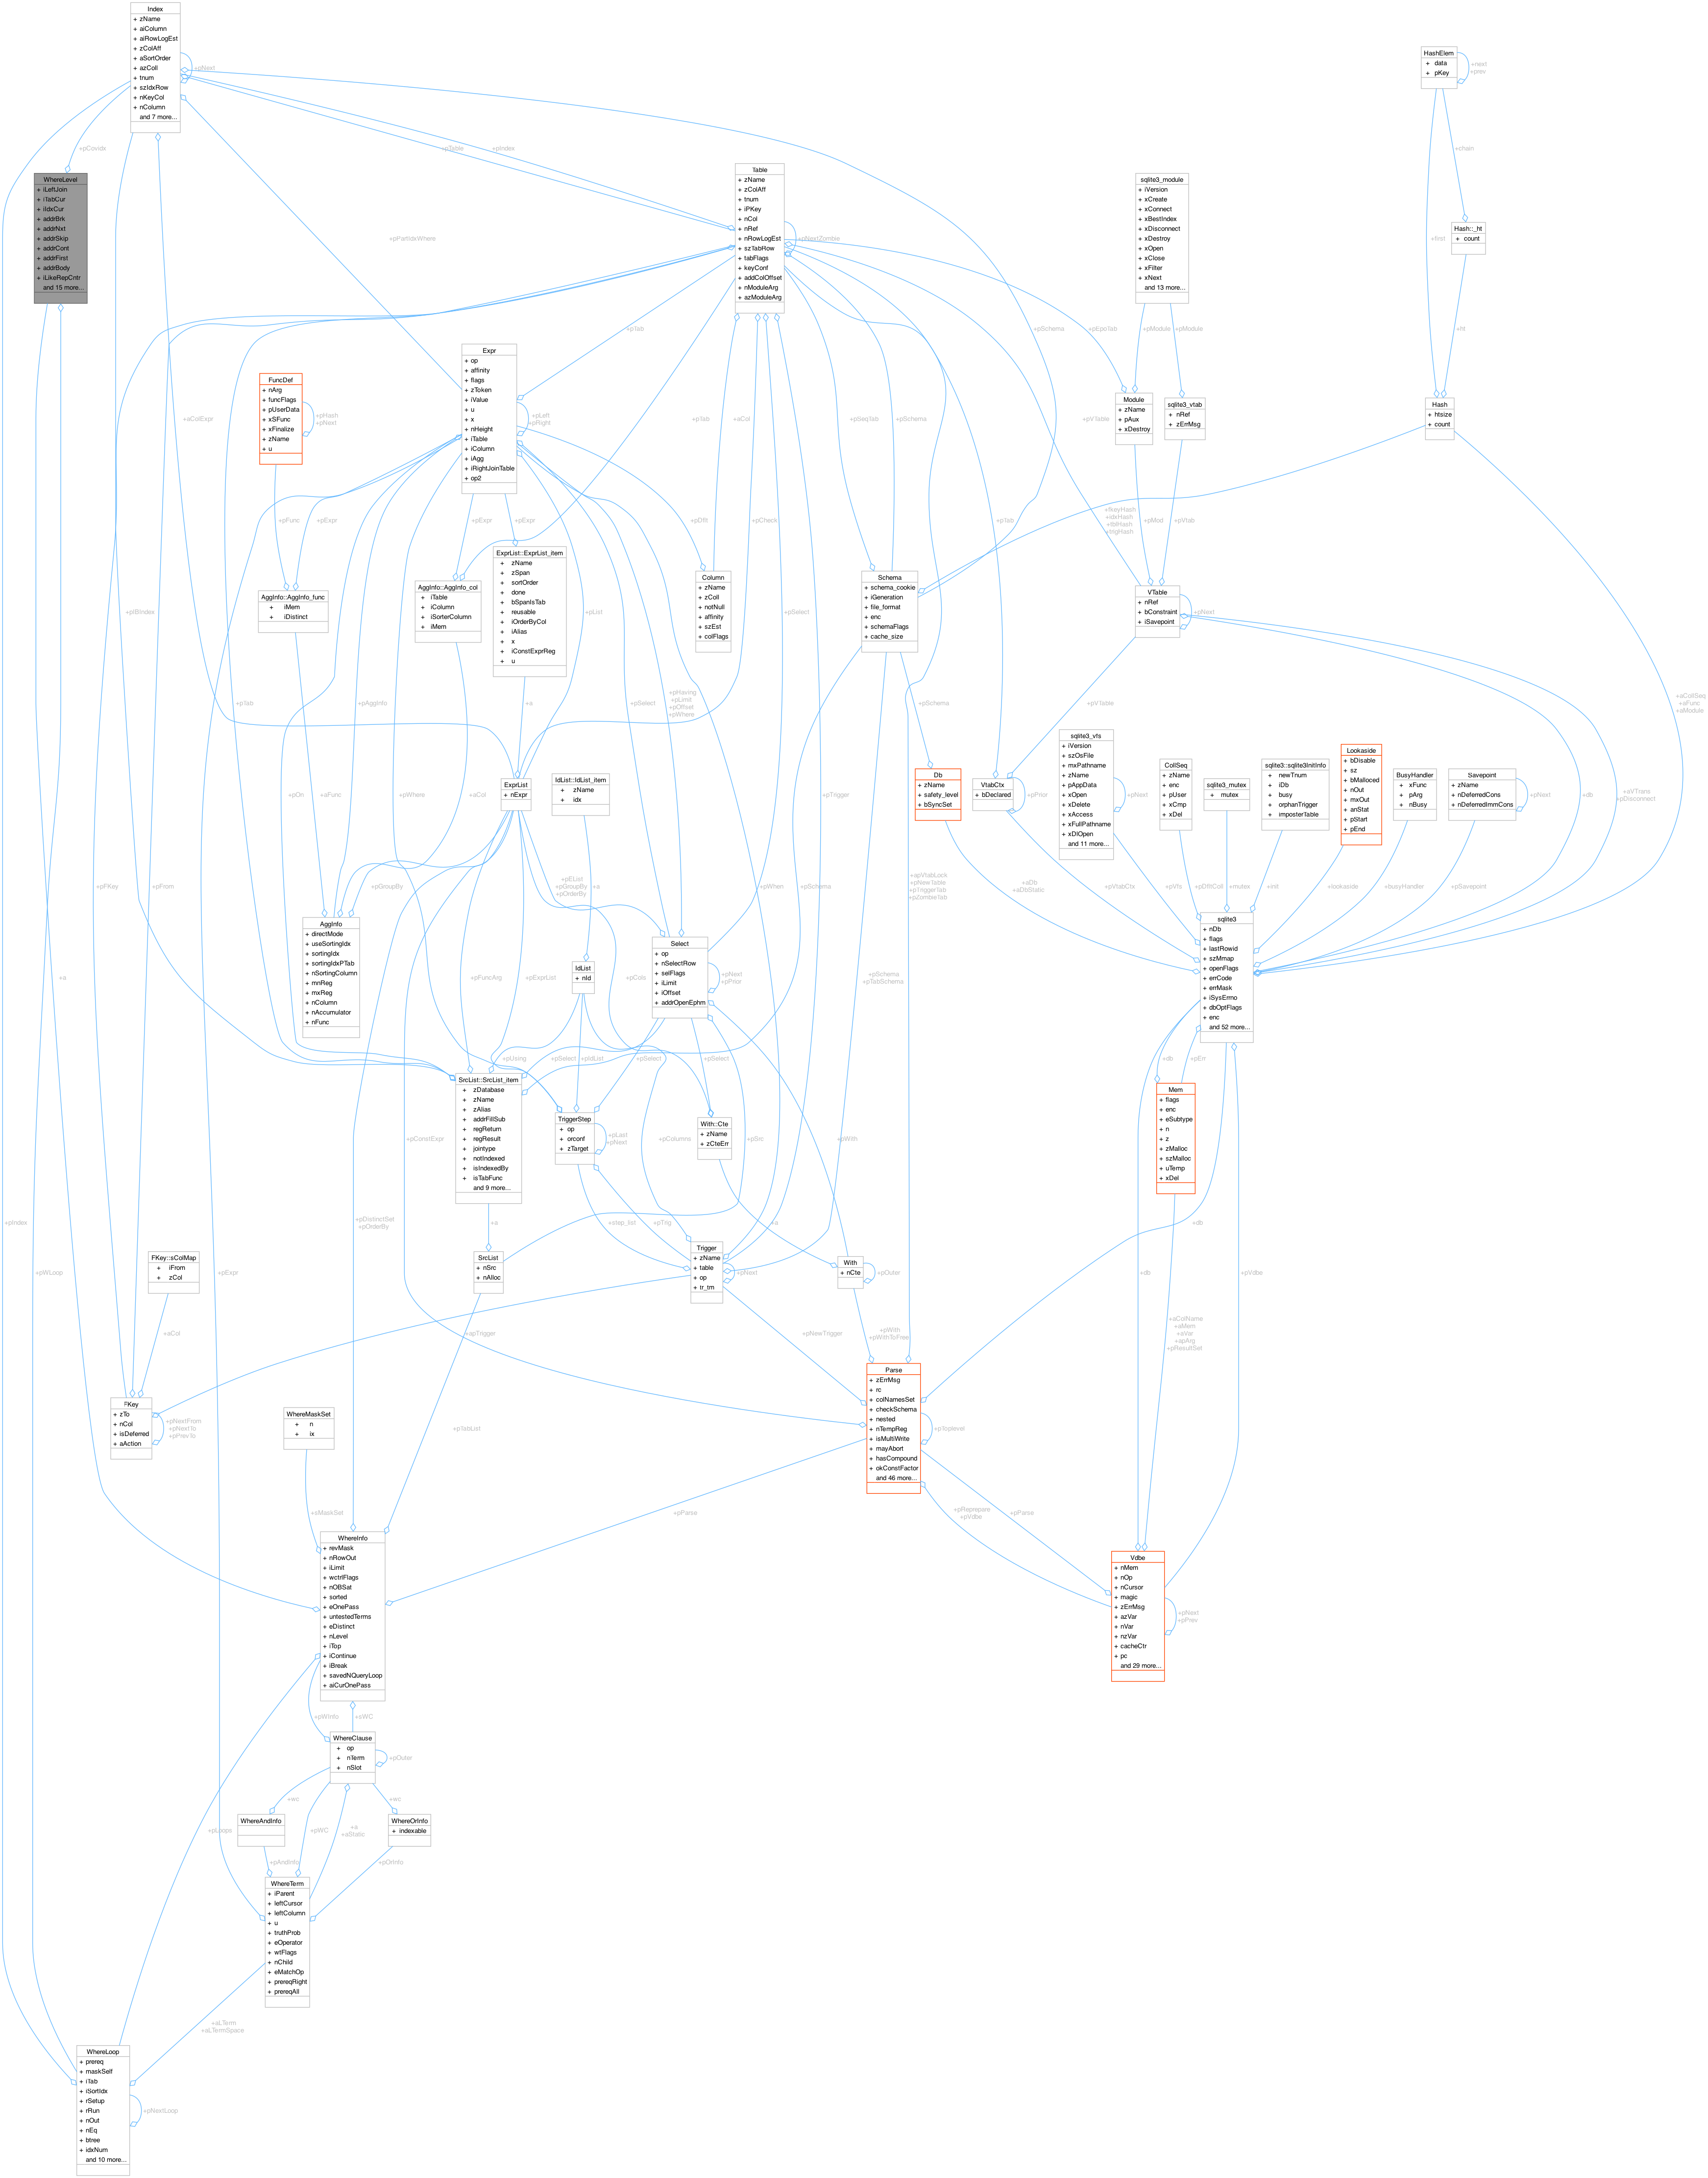 Index
+ zName
+ aiColumn
+ aiRowLogEst
+ zColAff
+ aSortOrder
+ azColl
+ tnum
+ szIdxRow
+ nKeyCol
+ nColumn
and 7 more...
+pNext
HashElem
+ data
+ pKey
+next
+prev
+pCovidx
+pTable
+pIndex
+chain
WhereLevel
+ iLeftJoin
+ iTabCur
+ iIdxCur
+ addrBrk
+ addrNxt
+ addrSkip
+ addrCont
+ addrFirst
+ addrBody
+ iLikeRepCntr
and 15 more...
Table
+ zName
+ zColAff
+ tnum
+ iPKey
+ nCol
+ nRef
+ nRowLogEst
+ szTabRow
+ tabFlags
+ keyConf
+ addColOffset
+ nModuleArg
+ azModuleArg
+pNextZombie
sqlite3_module
+ iVersion
+ xCreate
+ xConnect
+ xBestIndex
+ xDisconnect
+ xDestroy
+ xOpen
+ xClose
+ xFilter
+ xNext
and 13 more...
Hash::_ht
+ count
+pPartIdxWhere
+first
+pTab
+pSchema
+pEpoTab
+pModule
+pModule
+ht
Expr
+ op
+ affinity
+ flags
+ zToken
+ iValue
+ u
+ x
+ nHeight
+ iTable
+ iColumn
+ iAgg
+ iRightJoinTable
+ op2
+pLeft
+pRight
FuncDef
+ nArg
+ funcFlags
+ pUserData
+ xSFunc
+ xFinalize
+ zName
+ u
+pHash
+pNext
Module
+ zName
+ pAux
+ xDestroy
sqlite3_vtab
+ nRef
+ zErrMsg
Hash
+ htsize
+ count
+aColExpr
+pTab
+aCol
+pSeqTab
+pSchema
+pVTable
+pFunc
+pExpr
+pExpr
+pExpr
+pDflt
+pCheck
+pTab
+fkeyHash
+idxHash
+tblHash
+trigHash
+pMod
+pVtab
AggInfo::AggInfo_func
+ iMem
+ iDistinct
AggInfo::AggInfo_col
+ iTable
+ iColumn
+ iSorterColumn
+ iMem
ExprList::ExprList_item
+ zName
+ zSpan
+ sortOrder
+ done
+ bSpanIsTab
+ reusable
+ iOrderByCol
+ iAlias
+ x
+ iConstExprReg
+ u
Column
+ zName
+ zColl
+ notNull
+ affinity
+ szEst
+ colFlags
Schema
+ schema_cookie
+ iGeneration
+ file_format
+ enc
+ schemaFlags
+ cache_size
VTable
+ nRef
+ bConstraint
+ iSavepoint
+pNext
+pIBIndex
+pList
+pSelect
+pTab
+pAggInfo
+a
+pSelect
+pHaving
+pLimit
+pOffset
+pWhere
+pSchema
+pVTable
+aCollSeq
+aFunc
+aModule
ExprList
+ nExpr
IdList::IdList_item
+ zName
+ idx
Db
+ zName
+ safety_level
+ bSyncSet
VtabCtx
+ bDeclared
+pPrior
sqlite3_vfs
+ iVersion
+ szOsFile
+ mxPathname
+ zName
+ pAppData
+ xOpen
+ xDelete
+ xAccess
+ xFullPathname
+ xDlOpen
and 11 more...
+pNext
CollSeq
+ zName
+ enc
+ pUser
+ xCmp
+ xDel
sqlite3_mutex
+ mutex
sqlite3::sqlite3InitInfo
+ newTnum
+ iDb
+ busy
+ orphanTrigger
+ imposterTable
Lookaside
+ bDisable
+ sz
+ bMalloced
+ nOut
+ mxOut
+ anStat
+ pStart
+ pEnd
BusyHandler
+ xFunc
+ pArg
+ nBusy
Savepoint
+ zName
+ nDeferredCons
+ nDeferredImmCons
+pNext
+db
+aVTrans
+pDisconnect
+pOn
+aFunc
+pWhere
+aCol
+pTrigger
+pFKey
+pFrom
+pGroupBy
+pEList
+pGroupBy
+pOrderBy
+a
+pWhen
+pSchema
+apVtabLock
+pNewTable
+pTriggerTab
+pZombieTab
+aDb
+aDbStatic
+pVtabCtx
+pVfs
+pDfltColl
+mutex
+init
+lookaside
+busyHandler
+pSavepoint
AggInfo
+ directMode
+ useSortingIdx
+ sortingIdx
+ sortingIdxPTab
+ nSortingColumn
+ mnReg
+ mxReg
+ nColumn
+ nAccumulator
+ nFunc
Select
+ op
+ nSelectRow
+ selFlags
+ iLimit
+ iOffset
+ addrOpenEphm
+pNext
+pPrior
IdList
+ nId
sqlite3
+ nDb
+ flags
+ lastRowid
+ szMmap
+ openFlags
+ errCode
+ errMask
+ iSysErrno
+ dbOptFlags
+ enc
and 52 more...
+a
+pFuncArg
+pExprList
+pCols
+pSchema
+pTabSchema
+pUsing
+pSelect
+pIdList
+pSelect
+pSelect
+db
+pErr
SrcList::SrcList_item
+ zDatabase
+ zName
+ zAlias
+ addrFillSub
+ regReturn
+ regResult
+ jointype
+ notIndexed
+ isIndexedBy
+ isTabFunc
and 9 more...
TriggerStep
+ op
+ orconf
+ zTarget
+pLast
+pNext
With::Cte
+ zName
+ zCteErr
Mem
+ flags
+ enc
+ eSubtype
+ n
+ z
+ zMalloc
+ szMalloc
+ uTemp
+ xDel
+pConstExpr
+pColumns
+pSrc
+pWith
+pIndex
+pDistinctSet
+pOrderBy
+a
+step_list
+pTrig
+a
+db
FKey::sColMap
+ iFrom
+ zCol
SrcList
+ nSrc
+ nAlloc
Trigger
+ zName
+ table
+ op
+ tr_tm
+pNext
With
+ nCte
+pOuter
+pWLoop
+pExpr
+db
+pVdbe
+aCol
+apTrigger
+pNewTrigger
+pWith
+pWithToFree
+aColName
+aMem
+aVar
+apArg
+pResultSet
FKey
+ zTo
+ nCol
+ isDeferred
+ aAction
+pNextFrom
+pNextTo
+pPrevTo
WhereMaskSet
+ n
+ ix
+pTabList
Parse
+ zErrMsg
+ rc
+ colNamesSet
+ checkSchema
+ nested
+ nTempReg
+ isMultiWrite
+ mayAbort
+ hasCompound
+ okConstFactor
and 46 more...
+pToplevel
+sMaskSet
+pParse
+pReprepare
+pVdbe
+pParse
WhereInfo
+ revMask
+ nRowOut
+ iLimit
+ wctrlFlags
+ nOBSat
+ sorted
+ eOnePass
+ untestedTerms
+ eDistinct
+ nLevel
+ iTop
+ iContinue
+ iBreak
+ savedNQueryLoop
+ aiCurOnePass
Vdbe
+ nMem
+ nOp
+ nCursor
+ magic
+ zErrMsg
+ azVar
+ nVar
+ nzVar
+ cacheCtr
+ pc
and 29 more...
+pNext
+pPrev
+pWInfo
+sWC
WhereClause
+ op
+ nTerm
+ nSlot
+pOuter
+wc
+wc
WhereAndInfo
WhereOrInfo
+ indexable
+pLoops
+pWC
+a
+aStatic
+pAndInfo
+pOrInfo
WhereTerm
+ iParent
+ leftCursor
+ leftColumn
+ u
+ truthProb
+ eOperator
+ wtFlags
+ nChild
+ eMatchOp
+ prereqRight
+ prereqAll
+aLTerm
+aLTermSpace
WhereLoop
+ prereq
+ maskSelf
+ iTab
+ iSortIdx
+ rSetup
+ rRun
+ nOut
+ nEq
+ btree
+ idxNum
and 10 more...
+pNextLoop